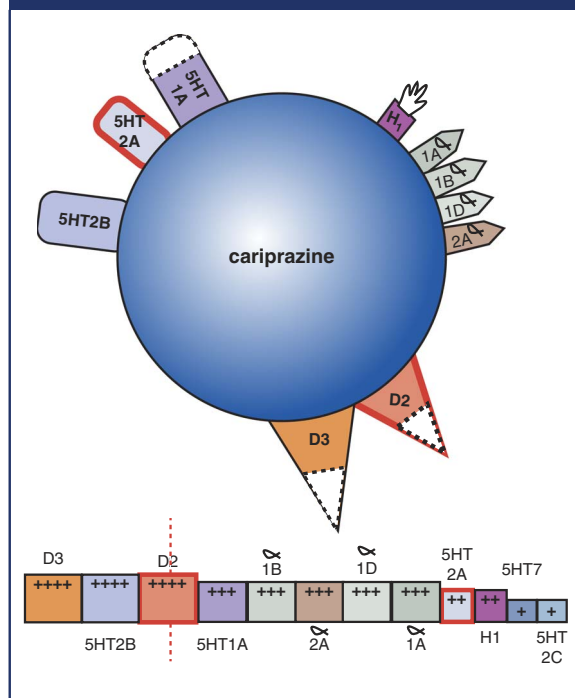 5HT
1A
5HT
2A
5HT2B
H1
1A
1B
1D
2A
cariprazine
D2
D3
D3
5HT2B
D2
5HT1A
α
1B
2A
α
α
1D
1A
α
5HT
2A
H1
5HT7
5HT
2C
++++
++++
++++
+++
+++
+++
+++
+++
++
++
+
+